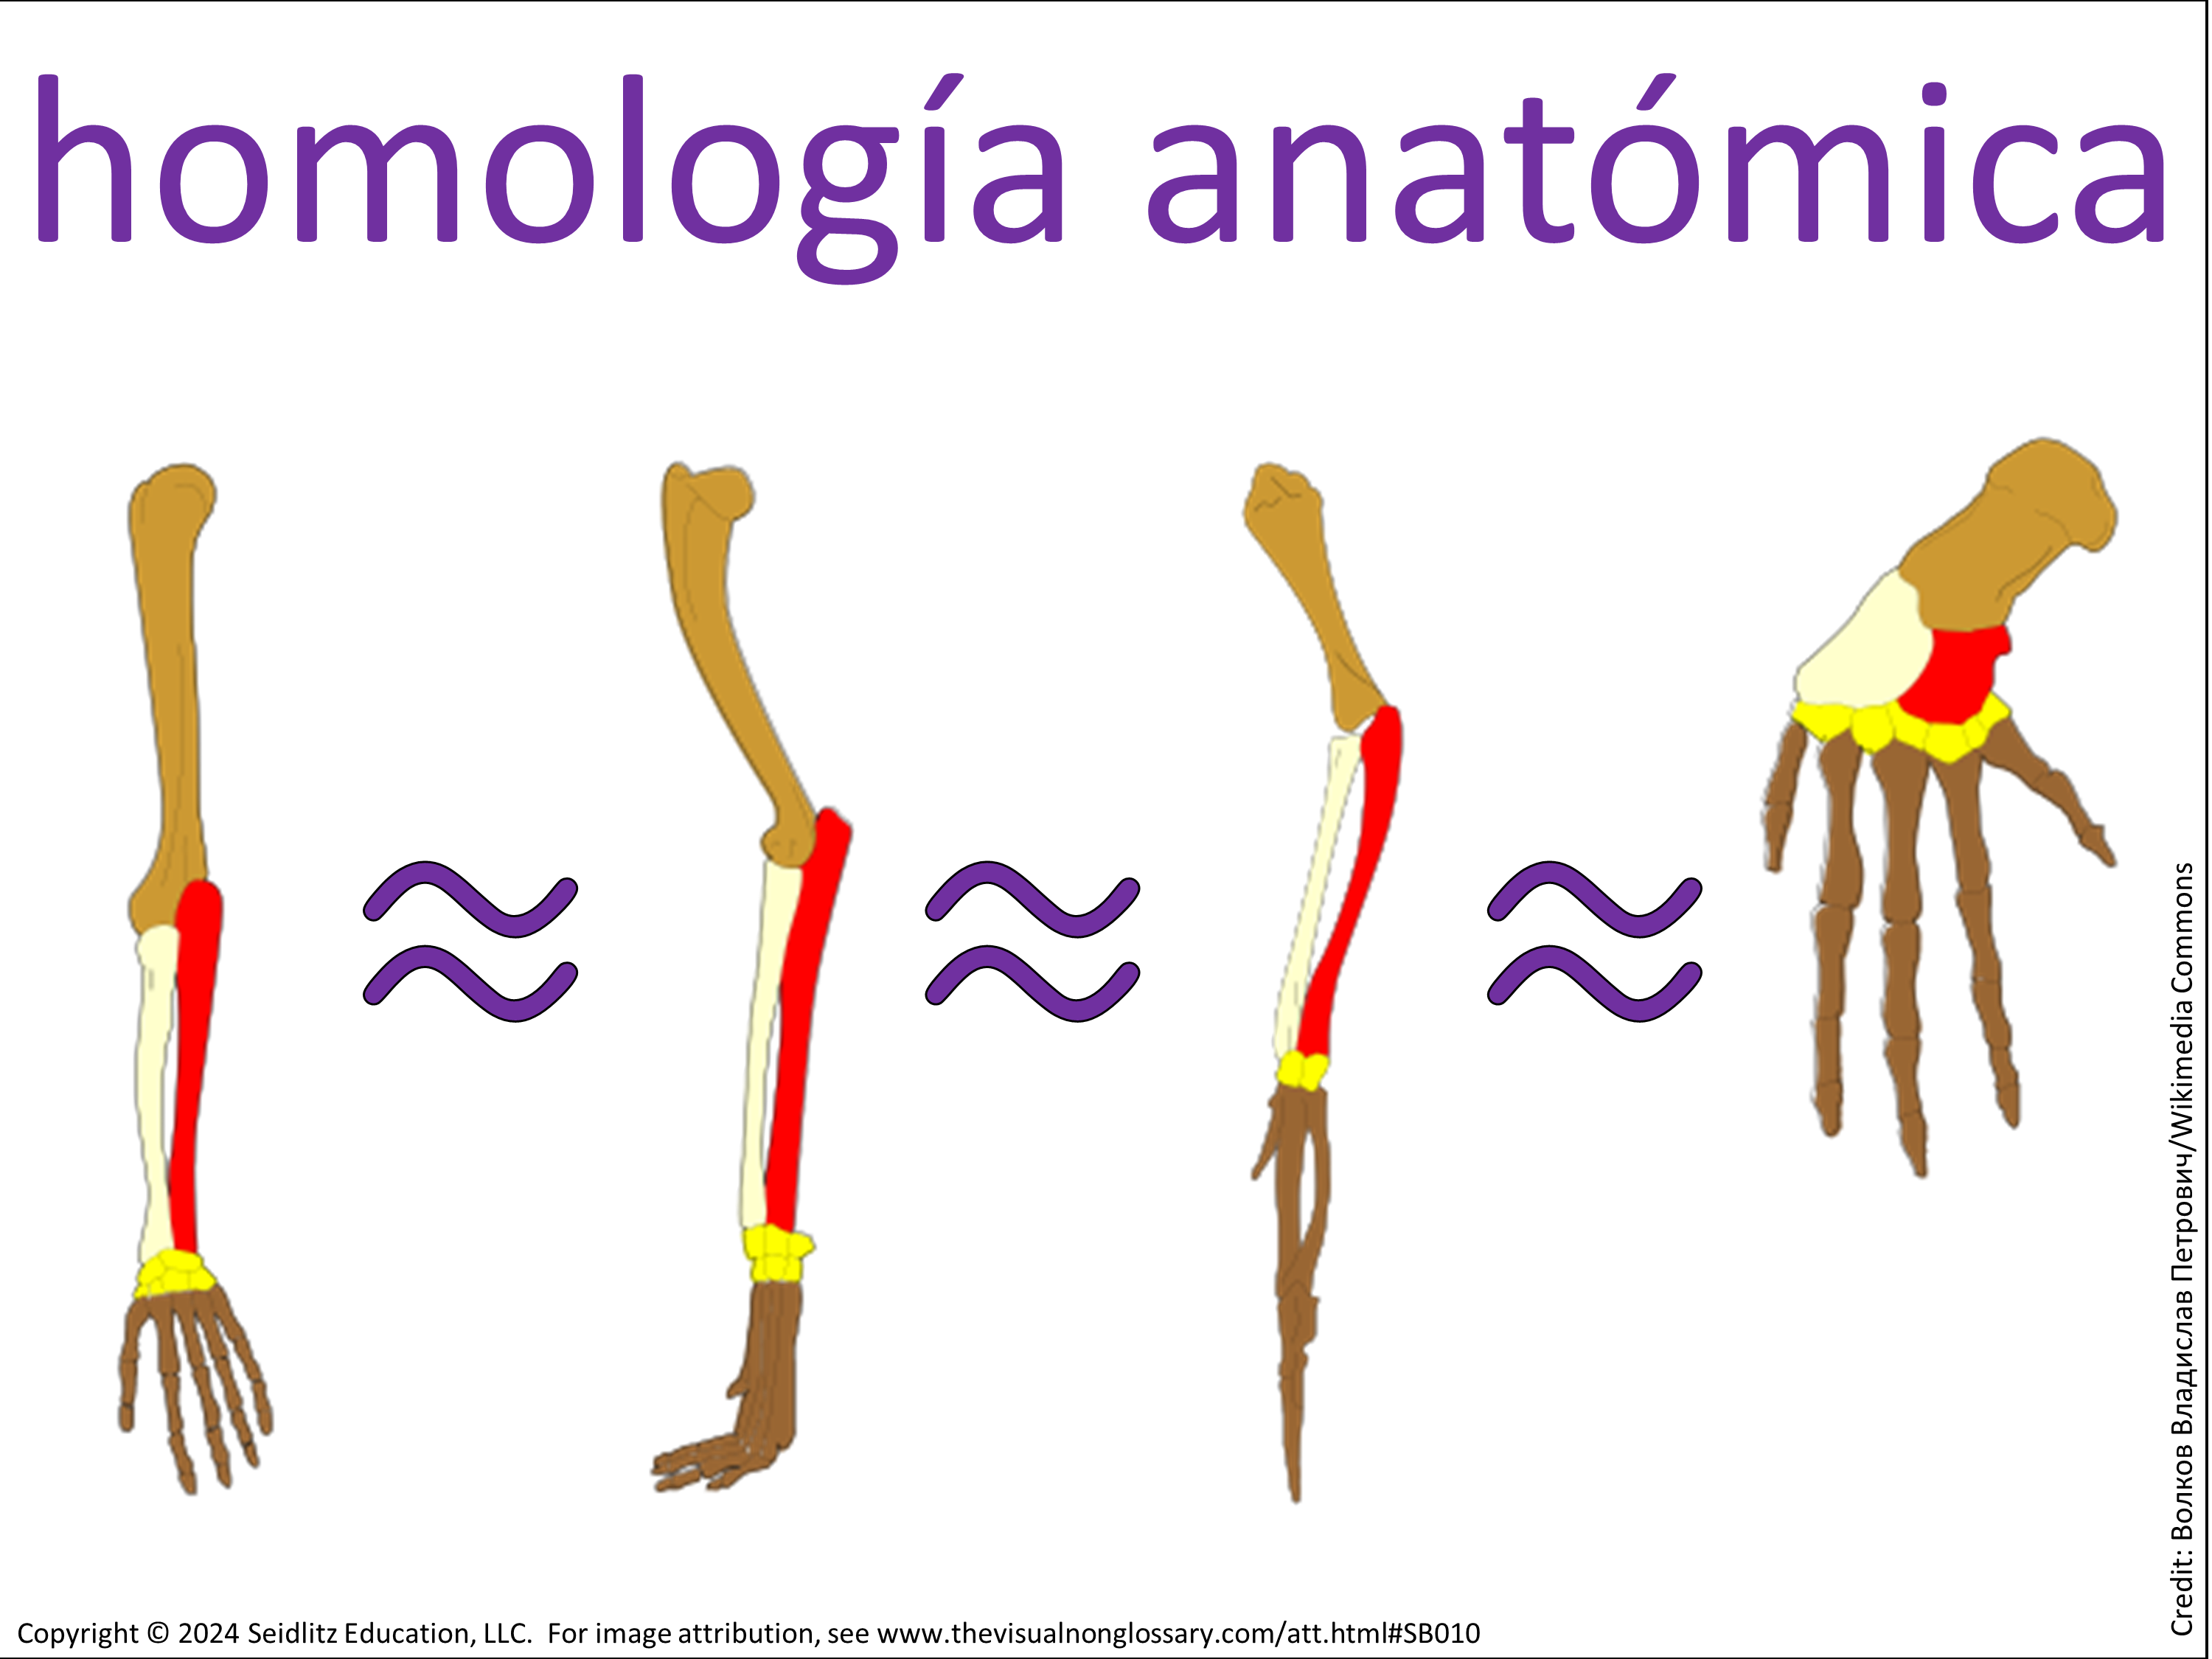 homología anatómica
Credit: Волков Владислав Петрович/Wikimedia Commons
Copyright © 2024 Seidlitz Education, LLC.  For image attribution, see www.thevisualnonglossary.com/att.html#SB010